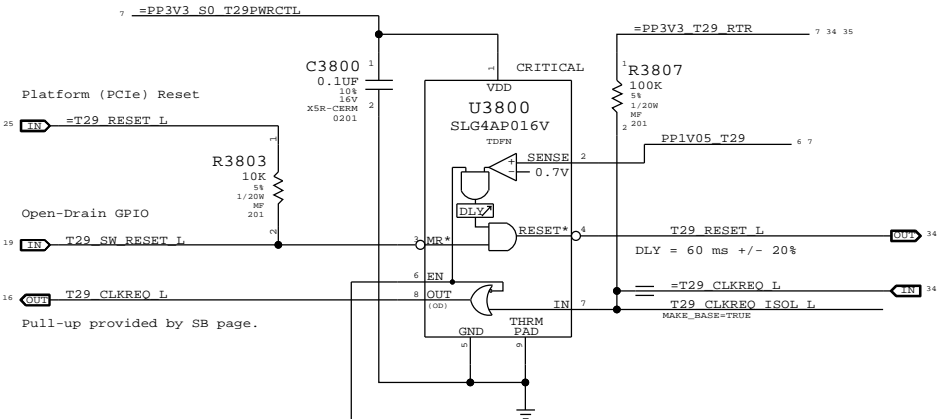 7 =PP3V3_S0_T29PWRCTL
=PP3V3_T29_RTR 7 34 35
C3800 1
0.1UF
10%
16V
X5R-CERM 2
0201
1
CRITICAL
VDD
U3800
SLG4AP016V
TDFN
1
R3807
100K
5%
1/20W
MF
2 201
Platform (PCIe) Reset
25 IN =T29_RESET_L
PP1V05_T29 6 7
1
R3803
10K
5%
1/20W
MF
201
2
SENSE 2
+
- 0.7V
DLY
Open-Drain GPIO
19 IN T29_SW_RESET_L
3 MR*
RESET* 4
T29_RESET_L OUT 34
DLY = 60 ms +/- 20%
6 EN
16 OUT T29_CLKREQ_L
8 OUT
(OD)
=T29_CLKREQ_L IN 34
IN 7
T29_CLKREQ_ISOL_L
MAKE_BASE=TRUE
Pull-up provided by SB page.
GND
THRM
PAD
5
9